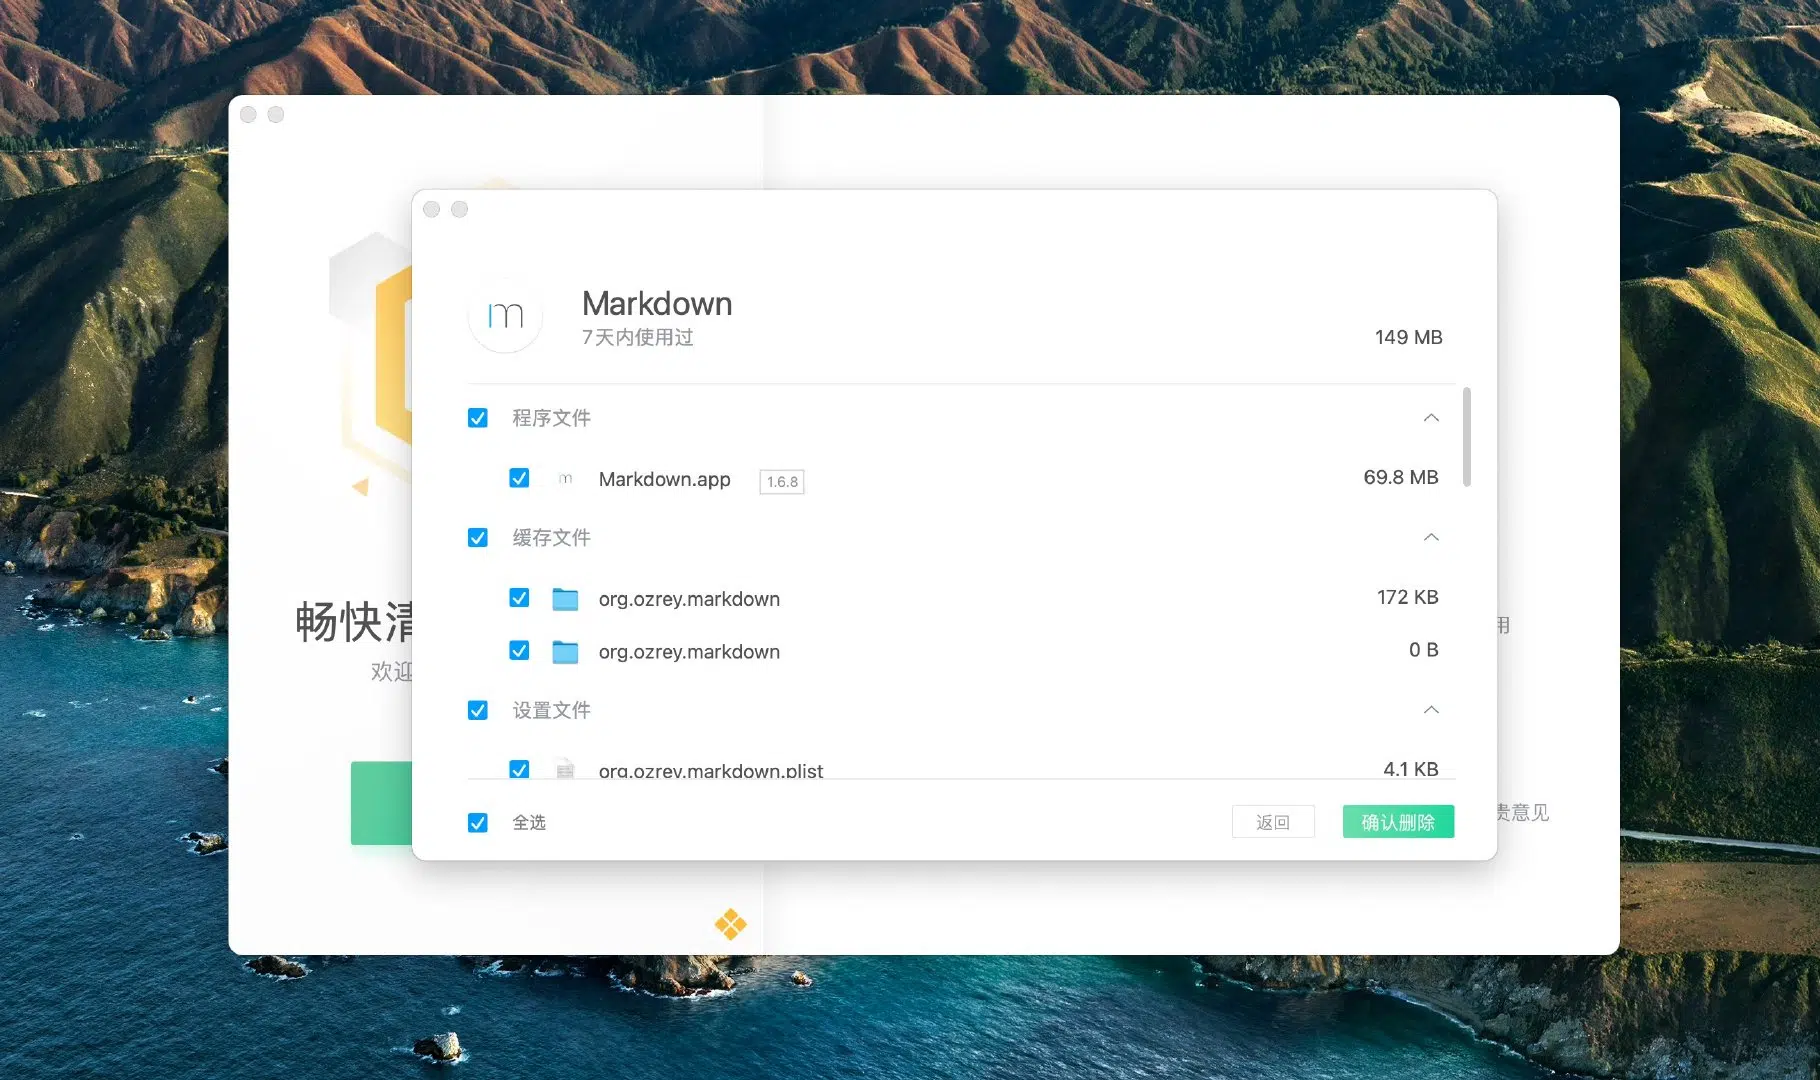 m
Markdown
7天内使用过
149 MB
程序文件
m Markdown.app 1.6.8 69.8 MB
缓存文件
org.ozrey.markdown 172 KB
org.ozrey.markdown 0 B
设置文件
org.ozrey.markdown.plist 4.1 KB
全选
返回
确认删除
畅快清
欢迎
用
贵意见